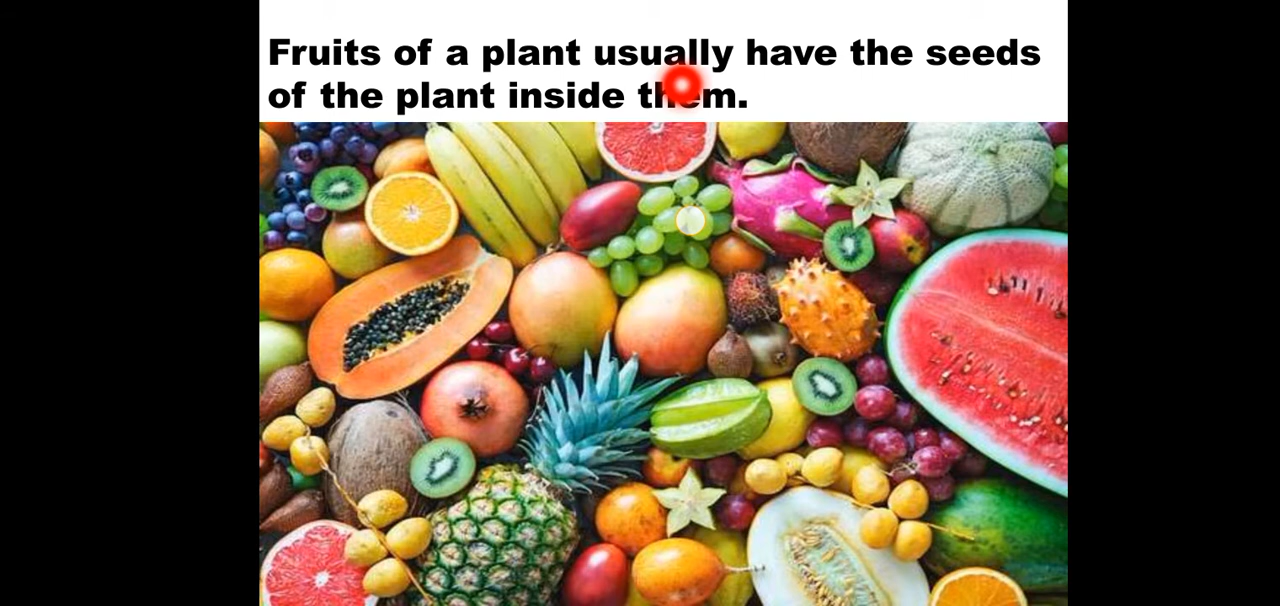 Fruits of a plant usually have the seeds
of the plant inside them.